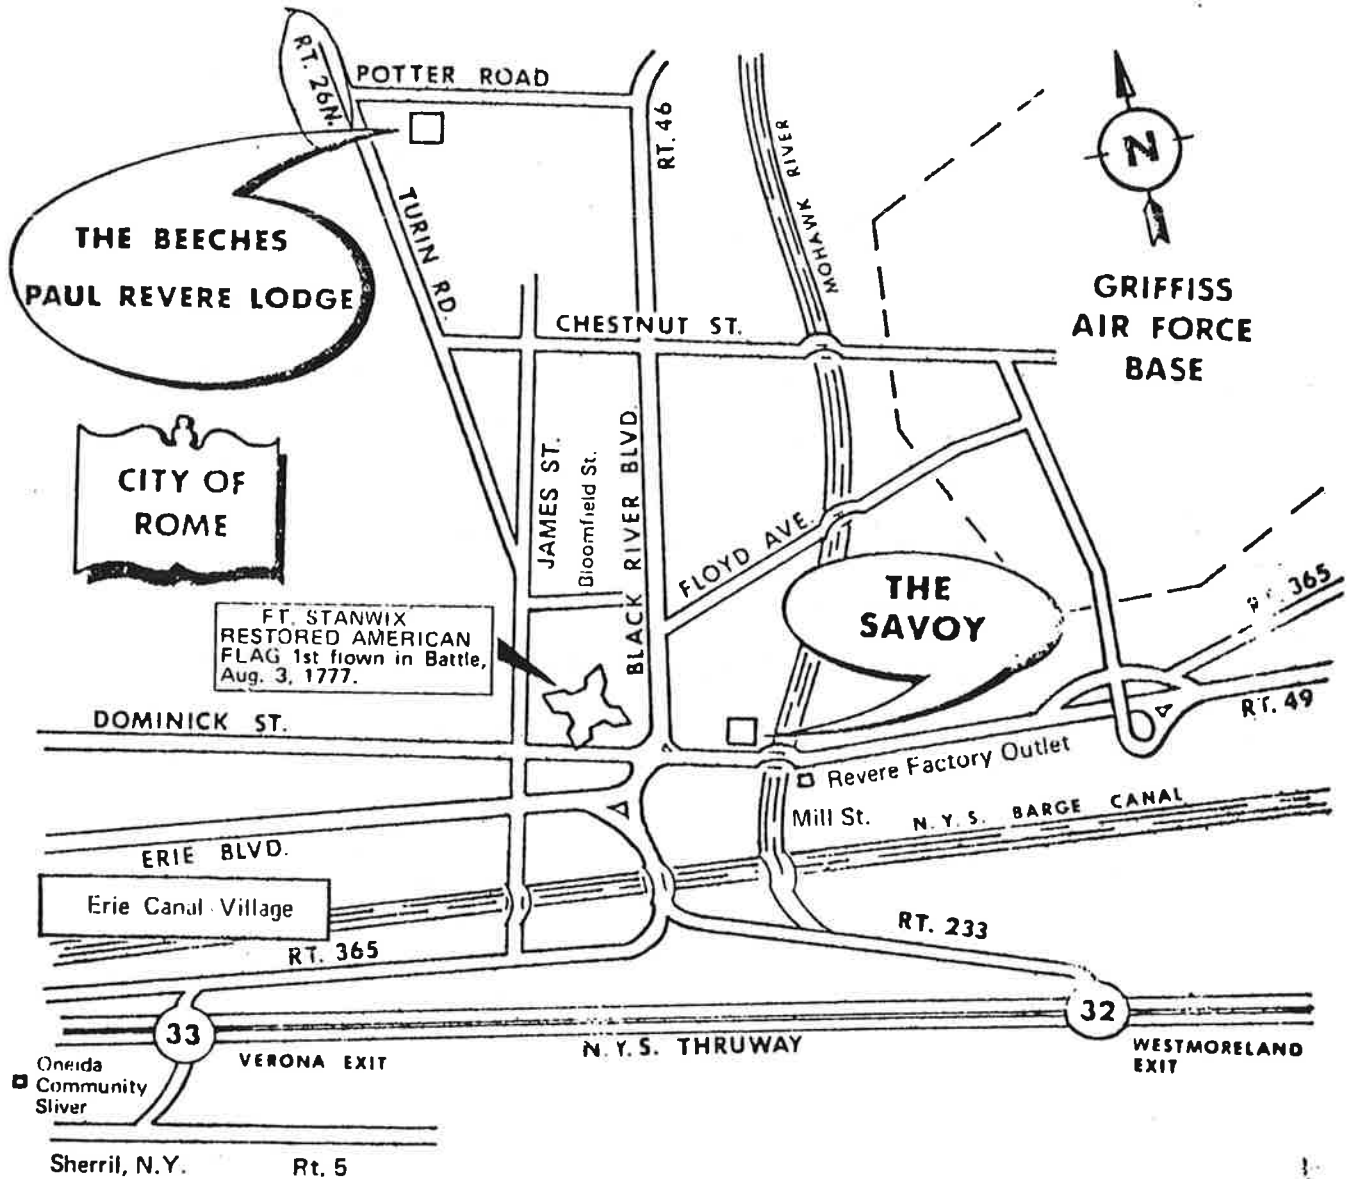 RT. 26N.
POTTER ROAD
RT. 46
MOHAWK RIVER
N
THE BEECHES
PAUL REVERE LODGE
TURIN RD.
GRIFFISS
AIR FORCE
BASE
CHESTNUT ST.
CITY OF
ROME
JAMES ST.
Bloomfield St.
BLACK RIVER BLVD.
FLOYD AVE.
THE
SAVOY
365
FT. STANWIX
RESTORED AMERICAN
FLAG 1st flown in Battle,
Aug. 3, 1777.
DOMINICK ST.
RT. 49
Revere Factory Outlet
Mill St.
N.Y.S. BARGE CANAL
ERIE BLVD.
Erie Canal Village
RT. 365
RT. 233
33
32
VERONA EXIT
N.Y.S. THRUWAY
WESTMORELAND
EXIT
Oneida
Community
Sliver
Sherril, N.Y.
Rt. 5